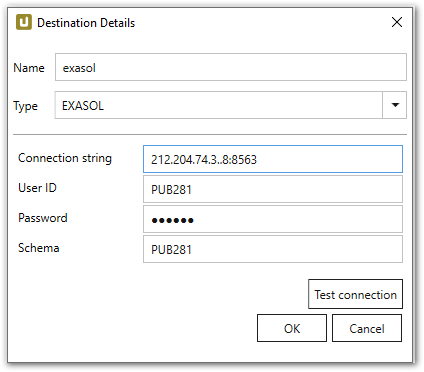 Destination Details
Name exasol
Type EXASOL
Connection string 212.204.74.3..8:8563
User ID PUB281
Password ●●●●●●
Schema PUB281
Test connection
OK Cancel